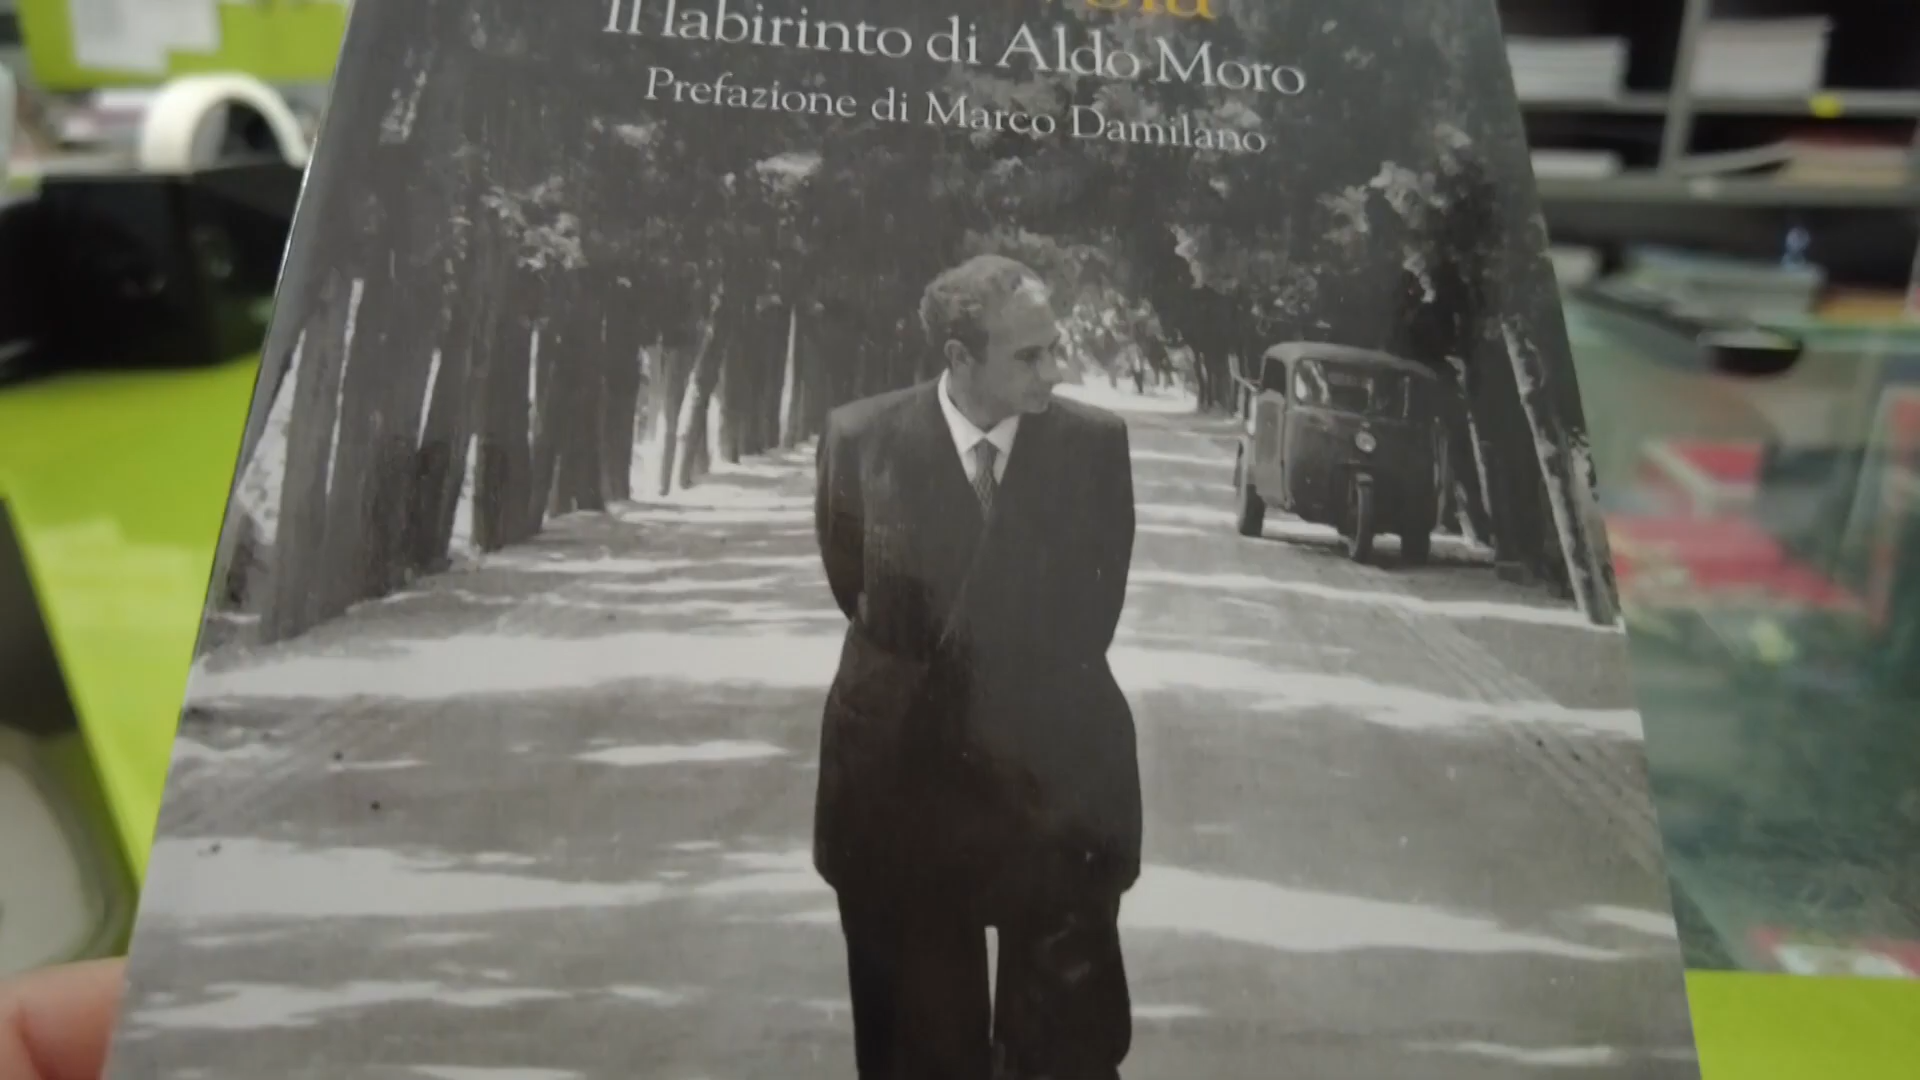 Il labirinto di Aldo Moro
Prefazione di Marco Damilano